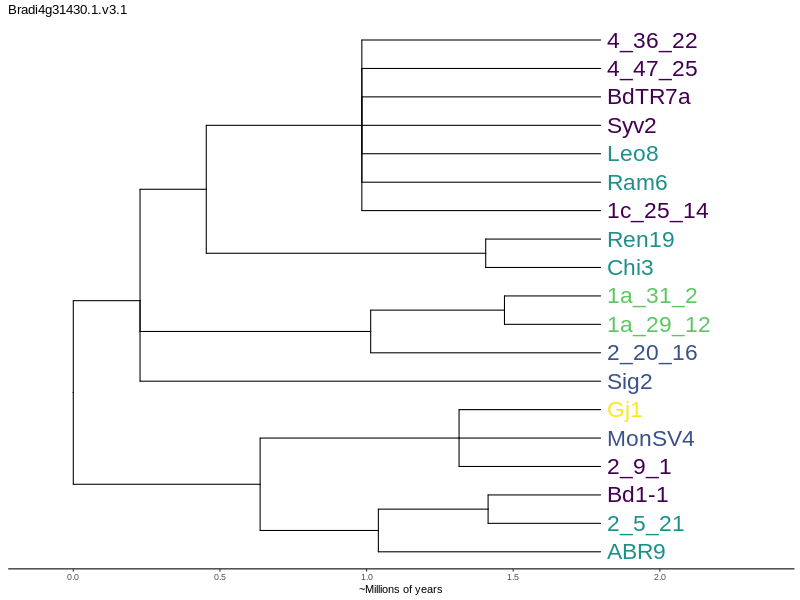 Bradi4g31430.1.v3.1
4_36_22
4_47_25
BdTR7a
Syv2
Leo8
Ram6
1c_25_14
Ren19
Chi3
1a_31_2
1a_29_12
2_20_16
Sig2
Gj1
MonSV4
2_9_1
Bd1-1
2_5_21
ABR9
0.0 0.5 1.0 1.5 2.0
~Millions of years